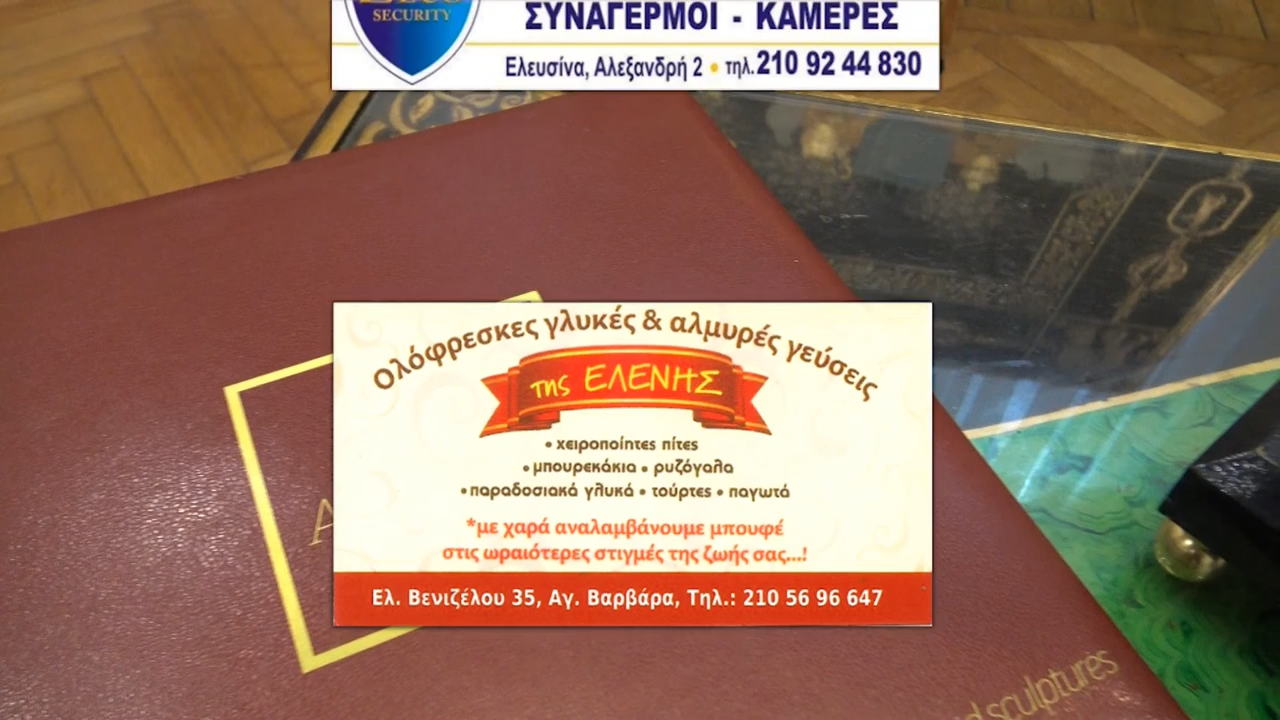 SECURITY
ΣΥΝΑΓΕΡΜΟΙ - ΚΑΜΕΡΕΣ
Ελευσίνα, Αλεξανδρή 2 • τηλ. 210 92 44 830
Ολόφρεσκες γλυκές & αλμυρές γεύσεις
της ΕΛΕΝΗΣ
• χειροποίητες πίτες
• μπουρεκάκια • ρυζόγαλα
• παραδοσιακά γλυκά • τούρτες • παγωτά
*με χαρά αναλαμβάνουμε μπουφέ
στις ωραιότερες στιγμές της ζωής σας...!
Ελ. Βενιζέλου 35, Αγ. Βαρβάρα, Τηλ.: 210 56 96 647
sculptures